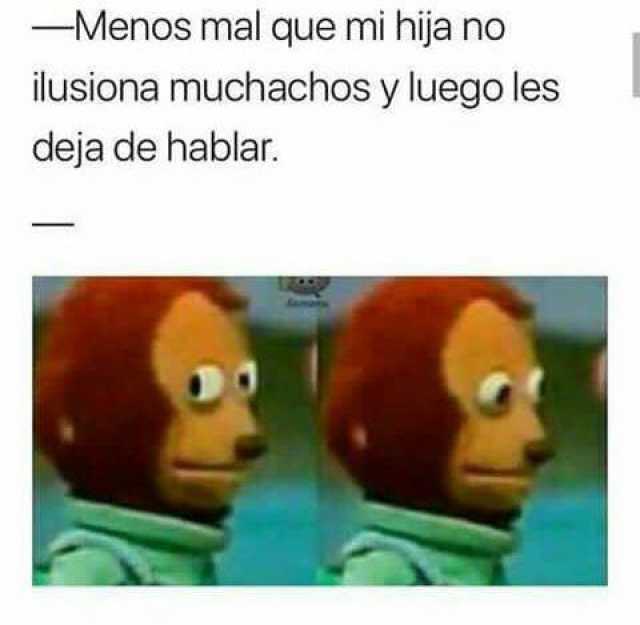 —Menos mal que mi hija no
ilusiona muchachos y luego les
deja de hablar.
—